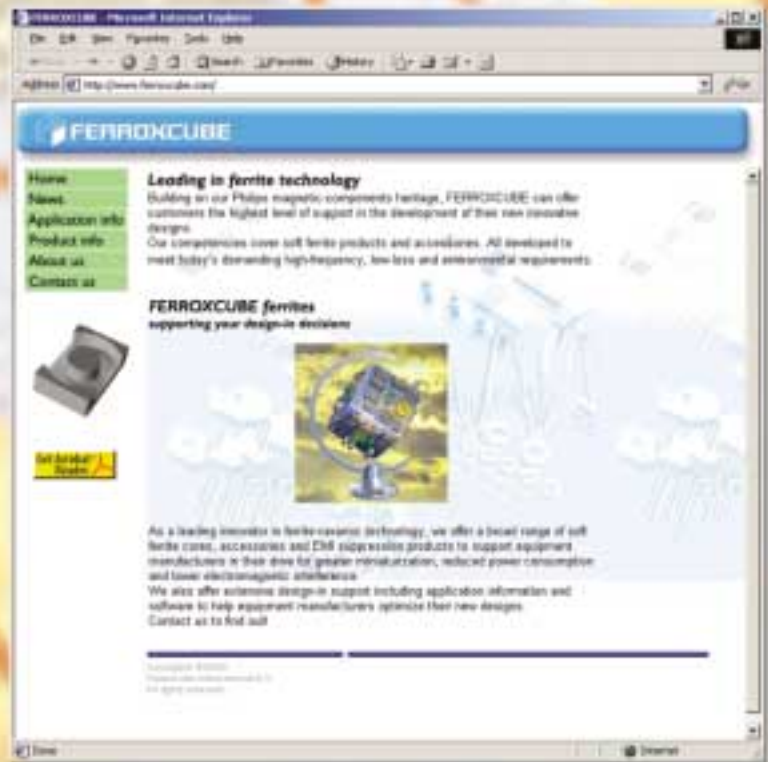 FERROXCUBE - Microsoft Internet Explorer
File Edit View Favorites Tools Help
Search Favorites History
Address http://www.ferroxcube.com/
FERROXCUBE
Home
News
Application info
Product info
About us
Contact us
Get Acrobat Reader
Leading in ferrite technology
Building on our Philips magnetic components heritage, FERROXCUBE can offer
customers the highest level of support in the development of their new innovative
designs.
Our competencies cover soft ferrite products and accessories. All developed to
meet today's demanding high-frequency, low-loss and environmental requirements.
FERROXCUBE ferrites
supporting your design-in decisions
As a leading innovator in ferrite-ceramic technology, we offer a broad range of soft
ferrite cores, accessories and EMI suppression products to support equipment
manufacturers in their drive for greater miniaturization, reduced power consumption
and lower electromagnetic interference
We also offer extensive design-in support including application information and
software to help equipment manufacturers optimize their new designs.
Contact us to find out!
All rights reserved
Done
Internet